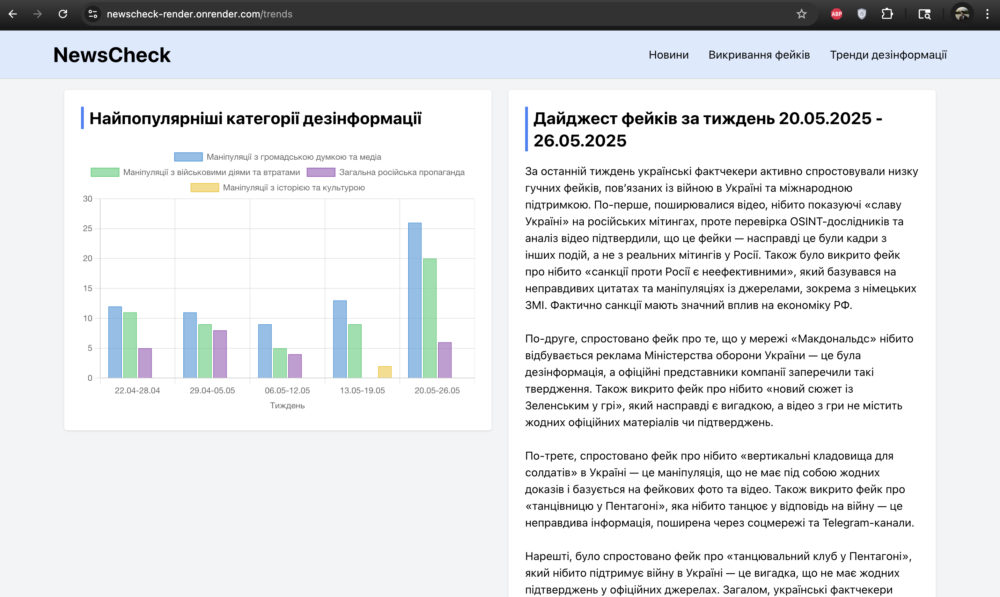 newscheck-render.onrender.com/trends
ABP
NewsCheck
Новини
Викривання фейків
Тренди дезінформації
Найпопулярніші категорії дезінформації
Маніпуляції з громадською думкою та медіа
Маніпуляції з військовими діями та втратами
Загальна російська пропаганда
Маніпуляції з історією та культурою
30
25
20
15
10
5
0
22.04-28.04
29.04-05.05
06.05-12.05
13.05-19.05
20.05-26.05
Тиждень
Дайджест фейків за тиждень 20.05.2025 -
26.05.2025
За останній тиждень українські фактчекери активно спростовували низку
гучних фейків, пов’язаних із війною в Україні та міжнародною
підтримкою. По-перше, поширювалися відео, нібито показуючі «славу
Україні» на російських мітингах, проте перевірка OSINT-дослідників та
аналіз відео підтвердили, що це фейки — насправді це були кадри з
інших подій, а не з реальних мітингів у Росії. Також було викрито фейк
про нібито «санкції проти Росії є неефективними», який базувався на
неправдивих цитатах та маніпуляціях із джерелами, зокрема з німецьких
ЗМІ. Фактично санкції мають значний вплив на економіку РФ.
По-друге, спростовано фейк про те, що у мережі «Макдональдс» нібито
відбувається реклама Міністерства оборони України — це була
дезінформація, а офіційні представники компанії заперечили такі
твердження. Також викрито фейк про нібито «новий сюжет із
Зеленським у грі», який насправді є вигадкою, а відео з гри не містить
жодних офіційних матеріалів чи підтверджень.
По-третє, спростовано фейк про нібито «вертикальні кладовища для
солдатів» в Україні — це маніпуляція, що не має під собою жодних
доказів і базується на фейкових фото та відео. Також викрито фейк про
«танцівницю у Пентагоні», яка нібито танцює у відповідь на війну — це
неправдива інформація, поширена через соцмережі та Telegram-канали.
Нарешті, було спростовано фейк про «танцювальний клуб у Пентагоні»,
який нібито підтримує війну в Україні — це вигадка, що не має жодних
підтверджень у офіційних джерелах. Загалом, українські фактчекери